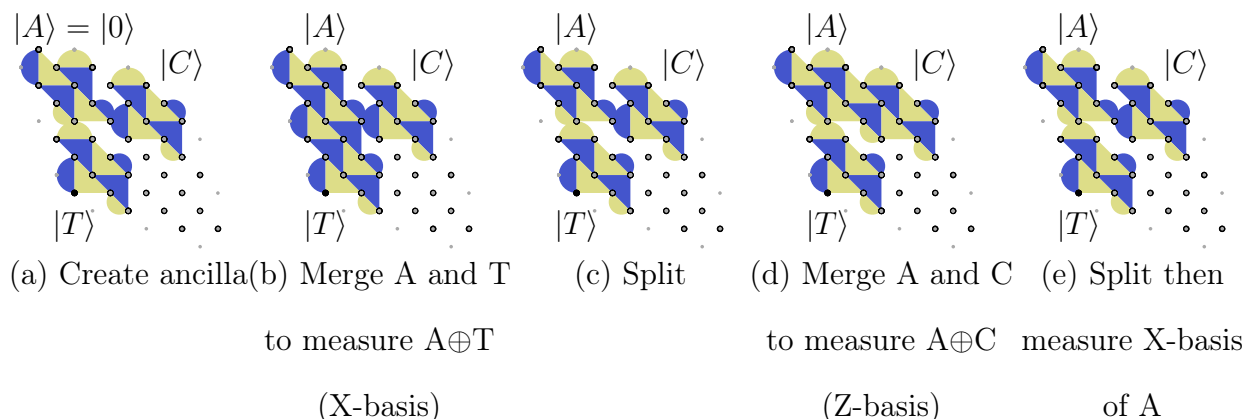 |A⟩ = |0⟩
|C⟩
|T⟩
(a) Create ancilla
|A⟩
|C⟩
|T⟩
(b) Merge A and T
to measure A⊕T
(X-basis)
|A⟩
|C⟩
|T⟩
(c) Split
|A⟩
|C⟩
|T⟩
(d) Merge A and C
to measure A⊕C
(Z-basis)
|A⟩
|C⟩
|T⟩
(e) Split then
measure X-basis
of A